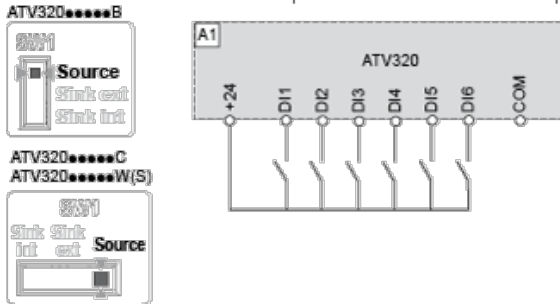 ATV320●●●●●B
SW1
Source
Sink ext
Sink int
ATV320●●●●●C
ATV320●●●●●W(S)
SW1
Sink int
Sink ext
Source
A1
ATV320
+24
DI1
DI2
DI3
DI4
DI5
DI6
COM